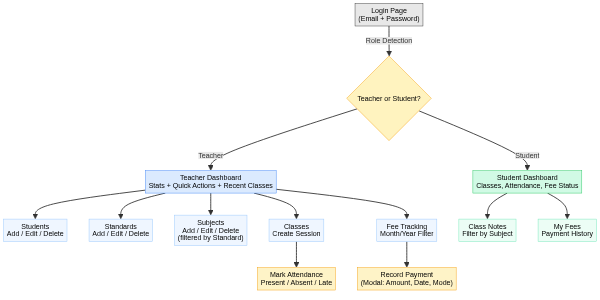 Login Page
(Email + Password)
Role Detection
Teacher or Student?
Teacher
Student
Teacher Dashboard
Stats + Quick Actions + Recent Classes
Student Dashboard
Classes, Attendance, Fee Status
Students
Add / Edit / Delete
Standards
Add / Edit / Delete
Subjects
Add / Edit / Delete
(filtered by Standard)
Classes
Create Session
Fee Tracking
Month/Year Filter
Class Notes
Filter by Subject
My Fees
Payment History
Mark Attendance
Present / Absent / Late
Record Payment
(Modal: Amount, Date, Mode)